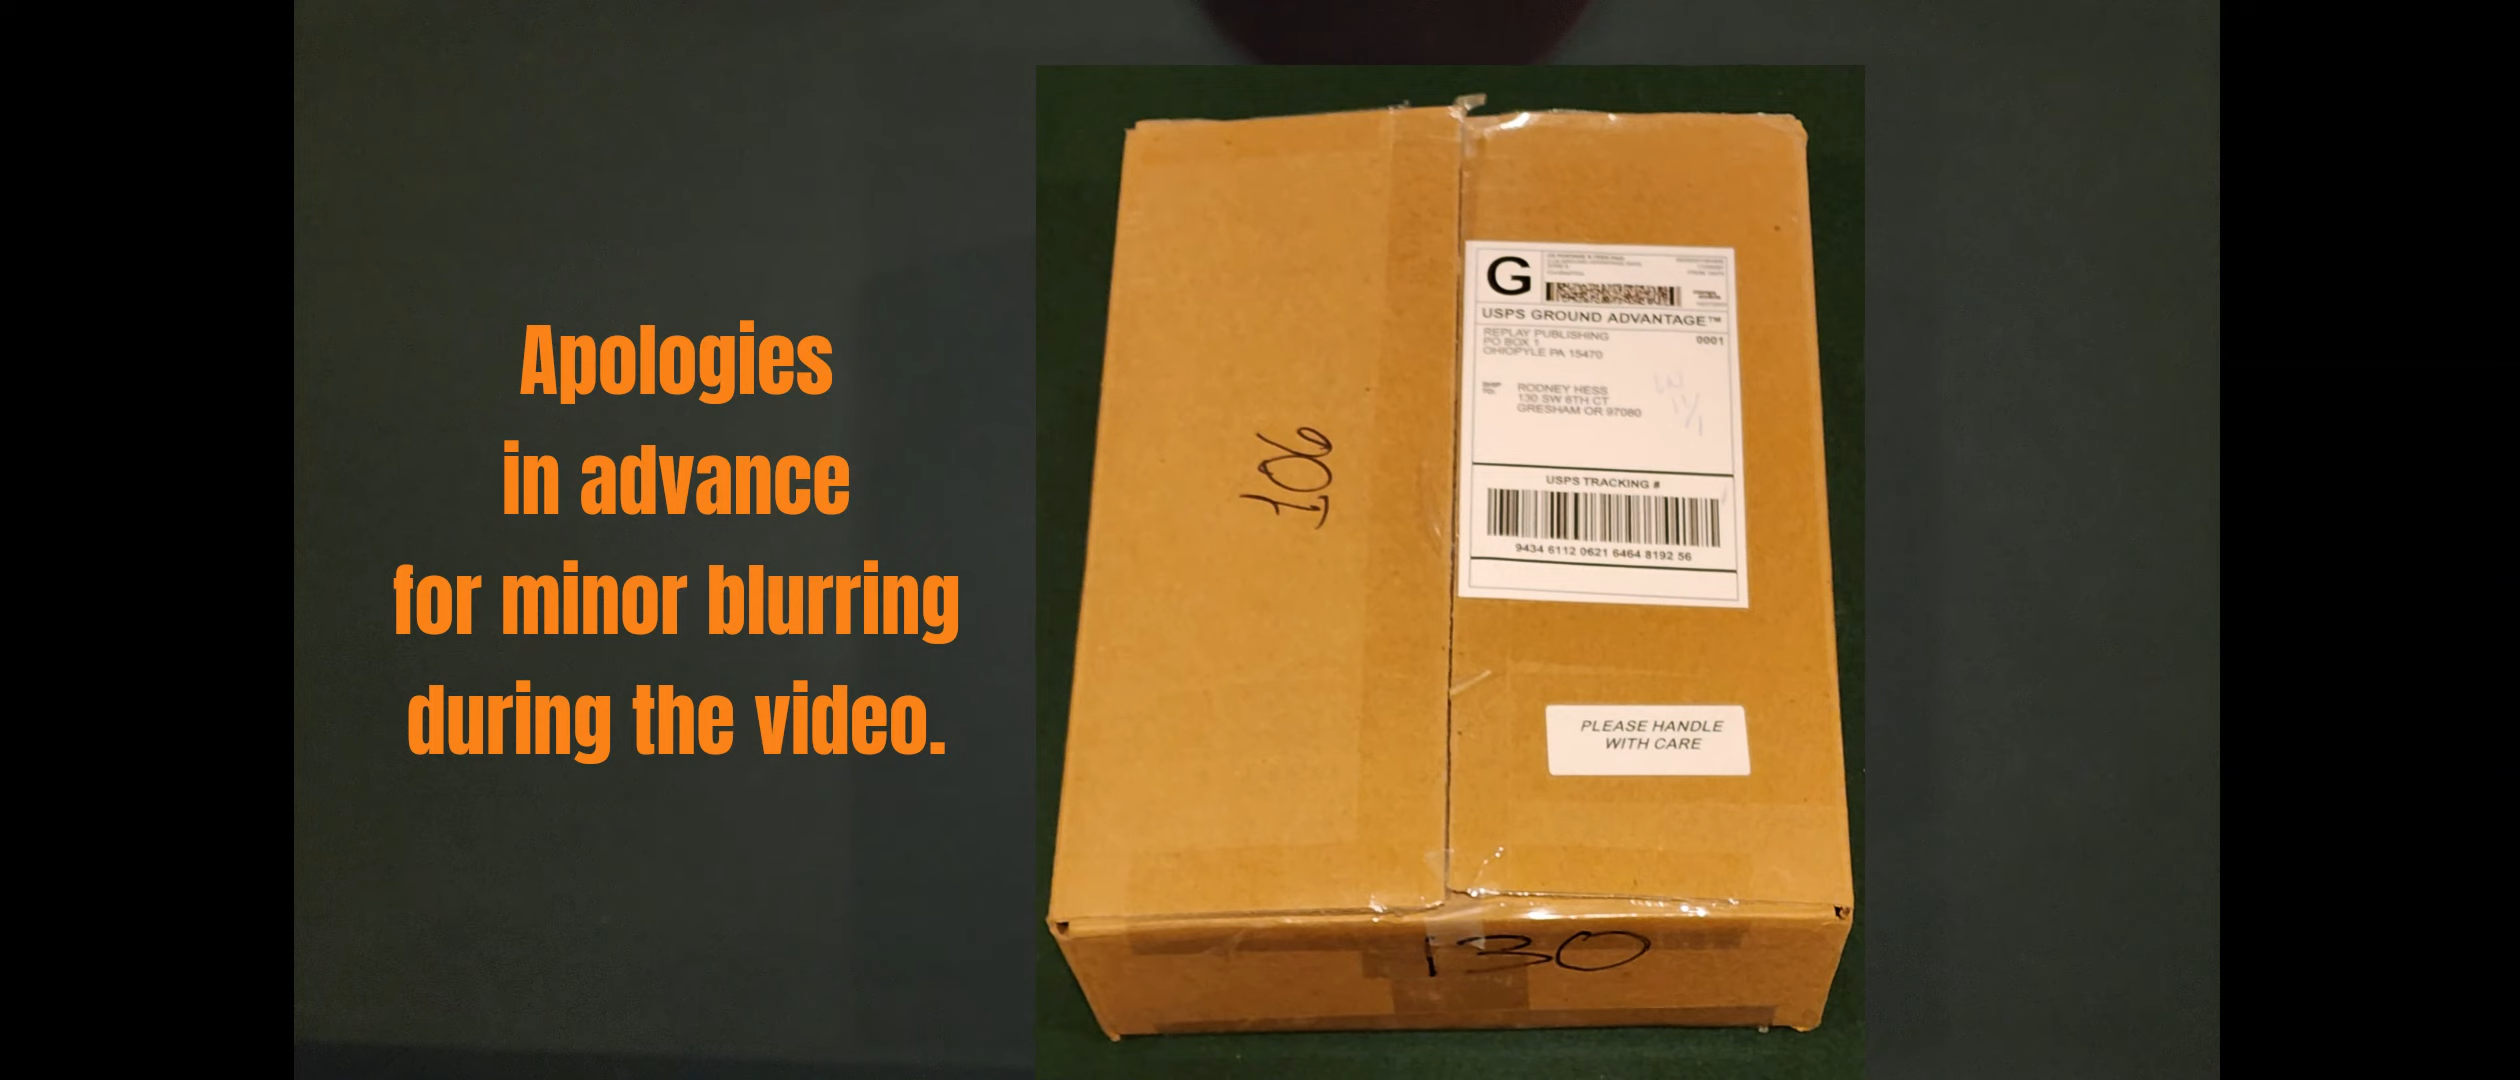 Apologies
in advance
for minor blurring
during the video.
106
G
USPS GROUND ADVANTAGE™
REPLAY PUBLISHING
PO BOX 1
OHIOPYLE PA 15470
0001
RODNEY HESS
130 SW 6TH CT
GRESHAM OR 97080
USPS TRACKING #
9434 6112 0621 6464 8192 56
PLEASE HANDLE
WITH CARE
130